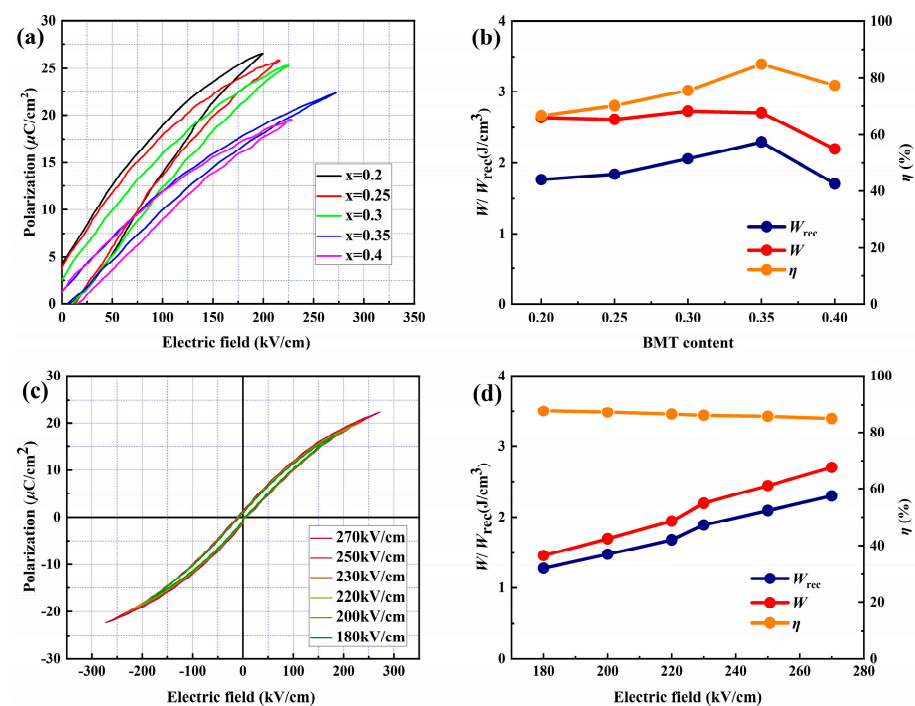 (a)
Polarization (μC/cm²)
30
25
20
15
10
5
0
x=0.2
x=0.25
x=0.3
x=0.35
x=0.4
0 50 100 150 200 250 300 350
Electric field (kV/cm)
(b)
W/ Wrec(J/cm³)
4
3
2
1
0
Wrec
W
η
100
80
60
40
20
0
η (%)
0.20 0.25 0.30 0.35 0.40
BMT content
(c)
Polarization (μC/cm²)
30
20
10
0
-10
-20
-30
270kV/cm
250kV/cm
230kV/cm
220kV/cm
200kV/cm
180kV/cm
-300 -200 -100 0 100 200 300
Electric field (kV/cm)
(d)
W/ Wrec(J/cm³)
4
3
2
1
0
Wrec
W
η
100
80
60
40
20
0
η (%)
180 200 220 240 260 280
Electric field (kV/cm)